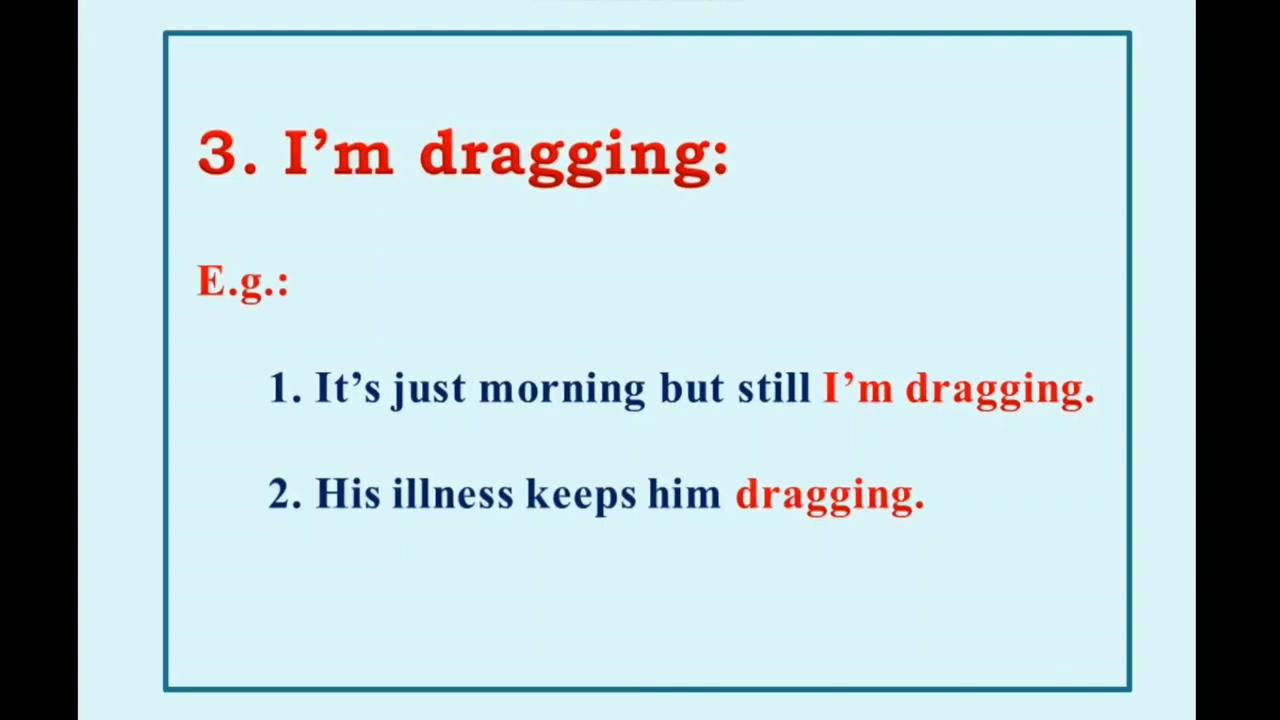 3. I’m dragging:
E.g.:
1. It’s just morning but still I’m dragging.
2. His illness keeps him dragging.